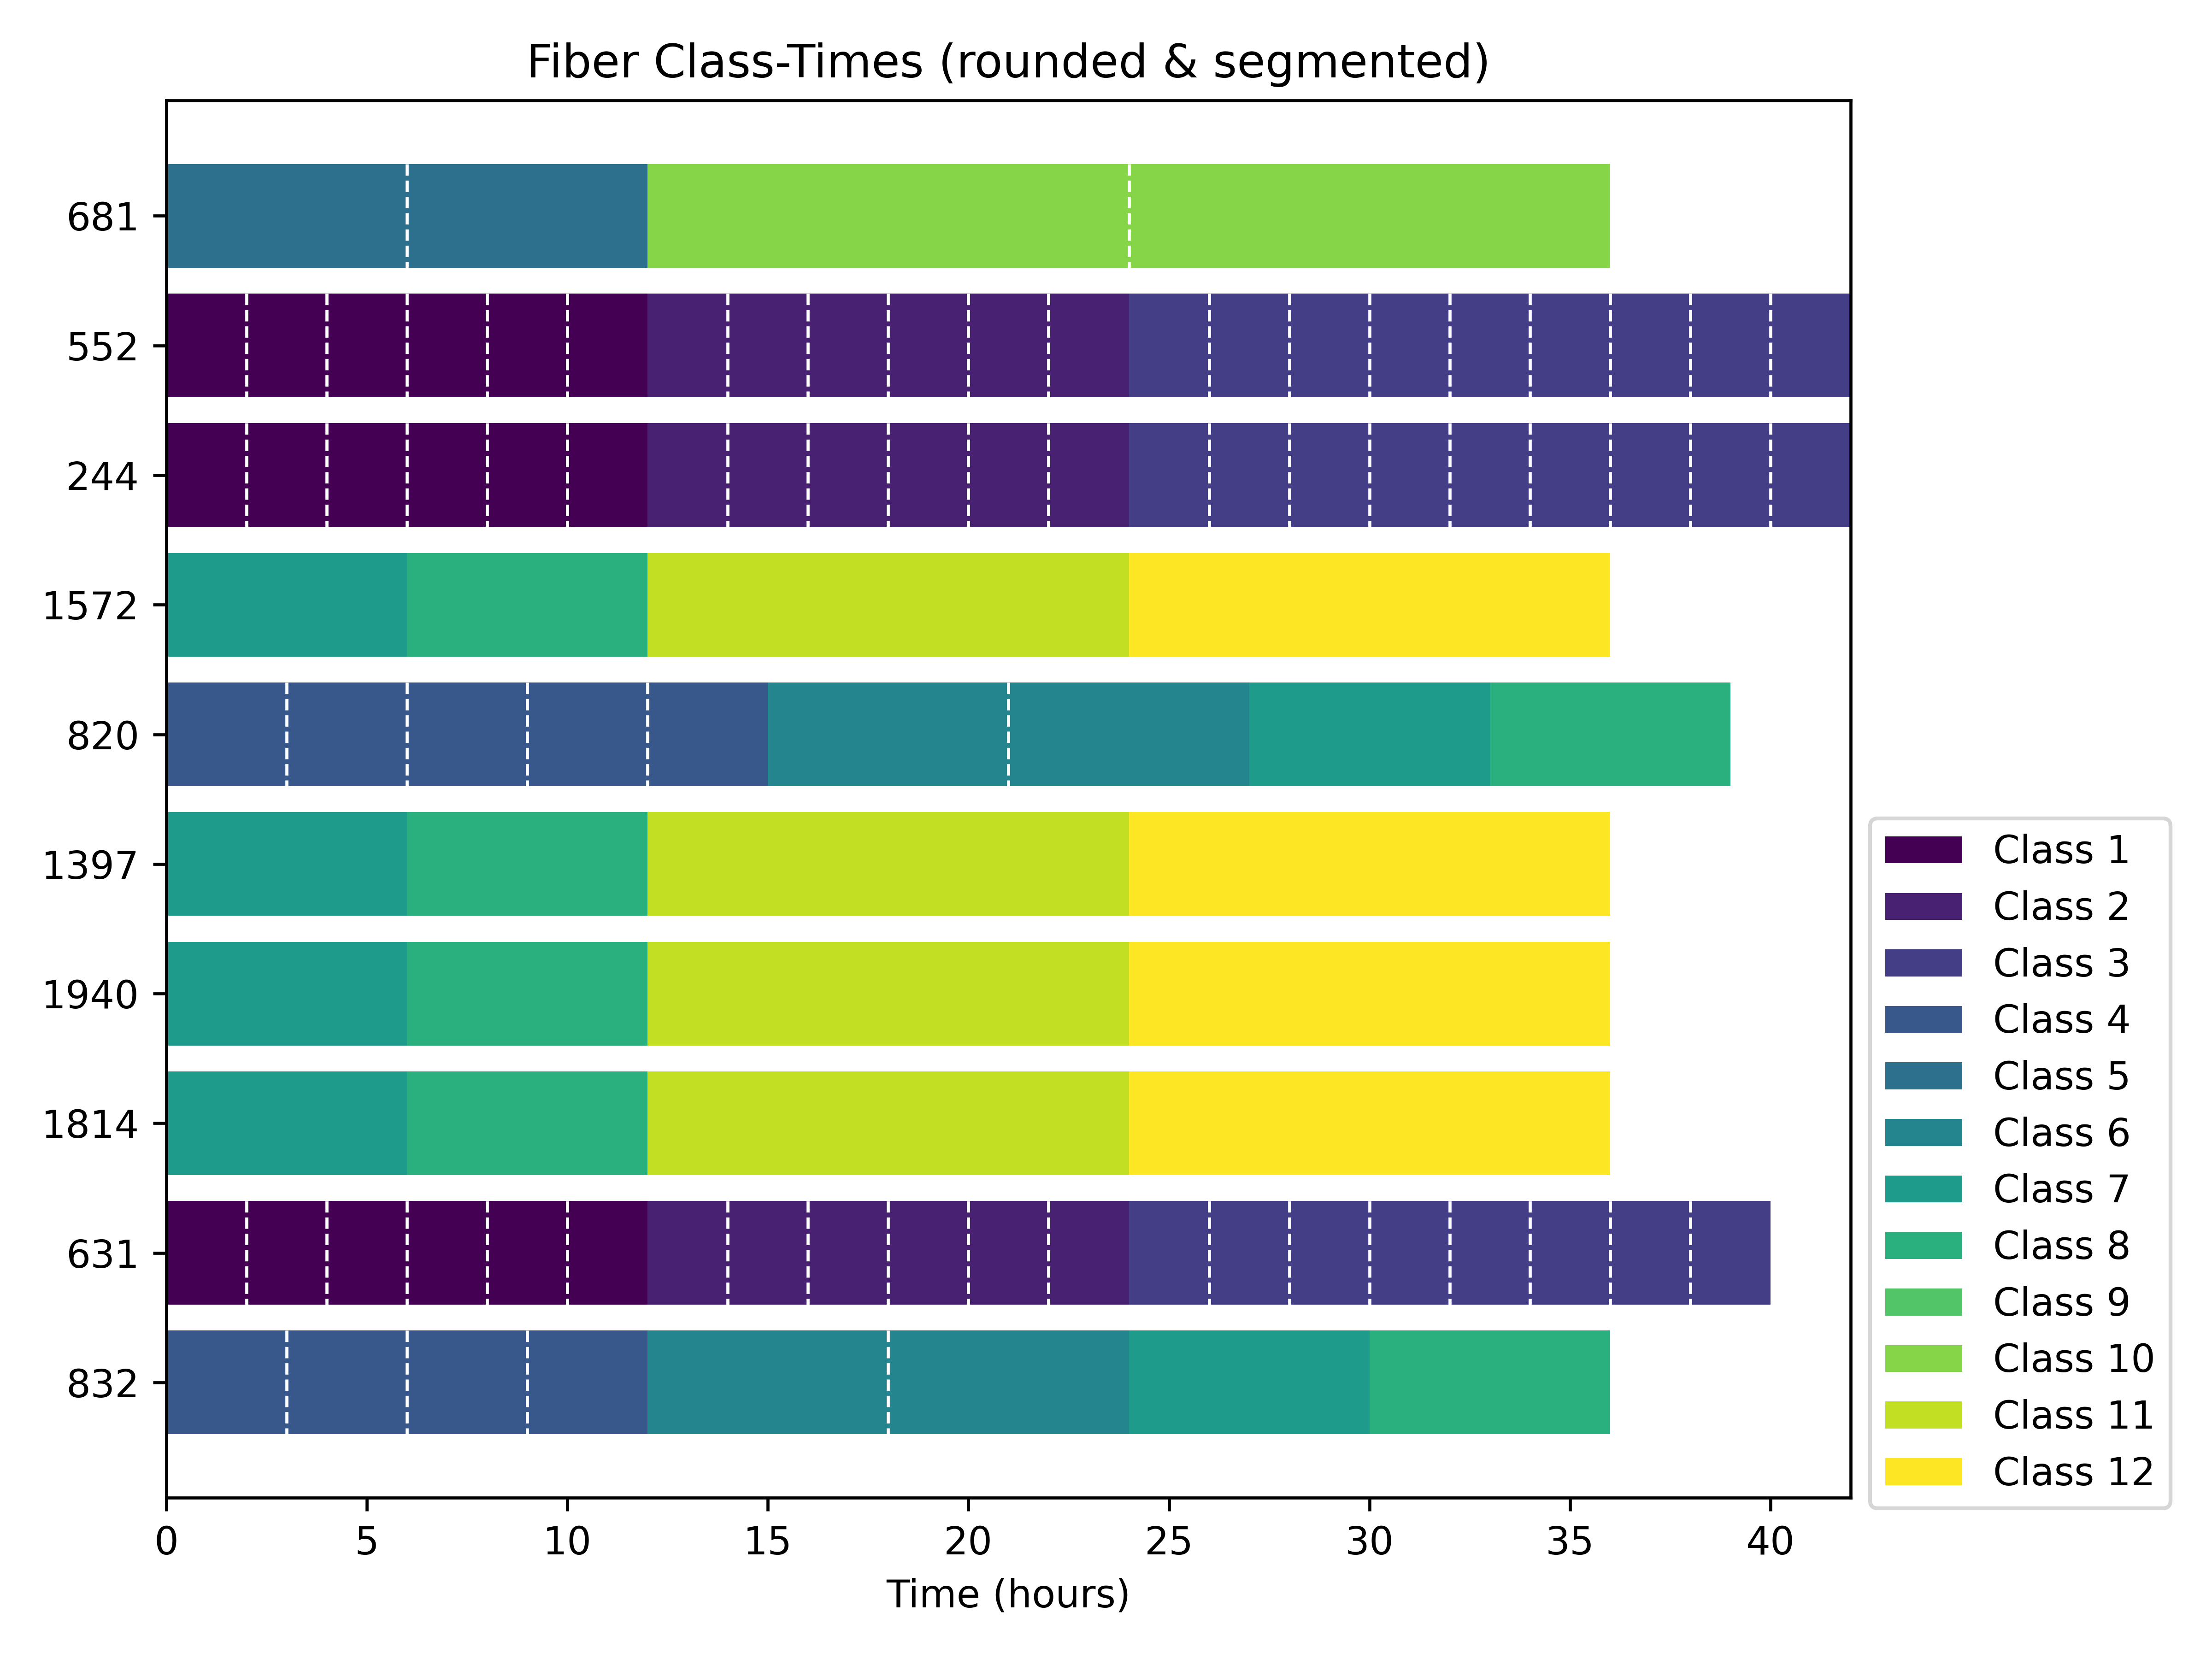 Fiber Class-Times (rounded & segmented)
681
552
244
1572
820
1397
1940
1814
631
832
0 5 10 15 20 25 30 35 40
Time (hours)
Class 1
Class 2
Class 3
Class 4
Class 5
Class 6
Class 7
Class 8
Class 9
Class 10
Class 11
Class 12